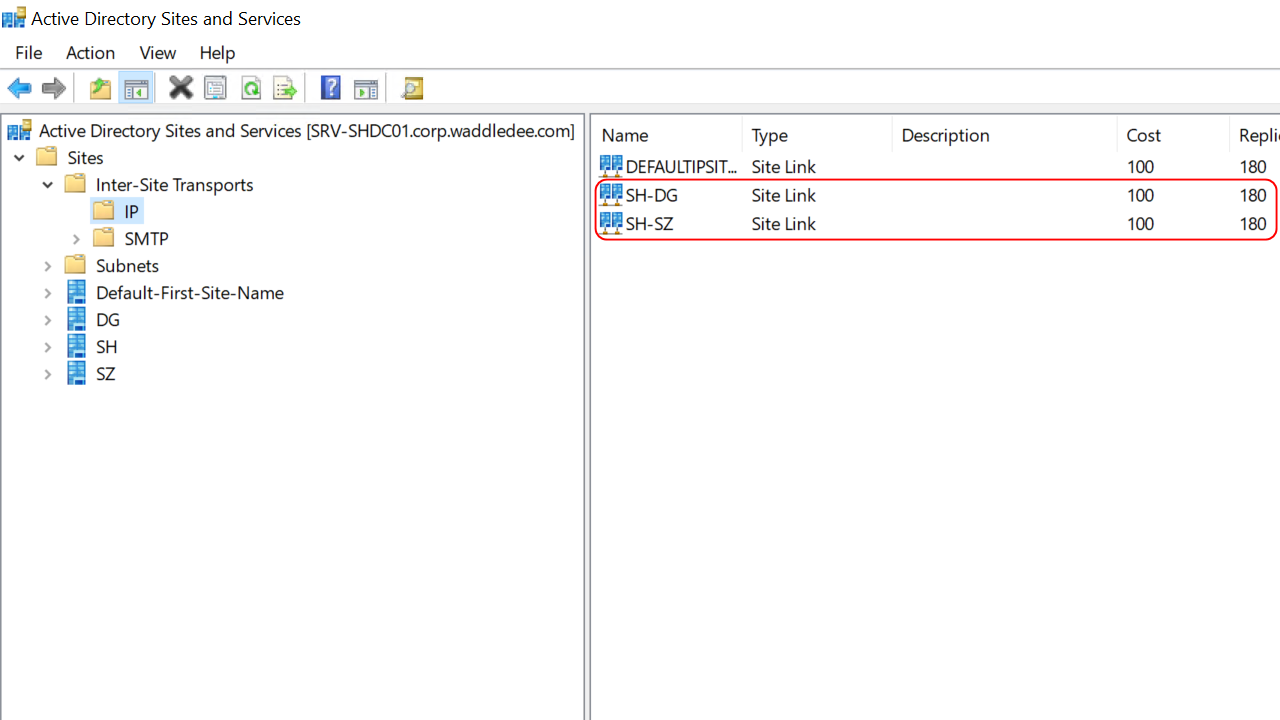 Active Directory Sites and Services
File Action View Help
Active Directory Sites and Services [SRV-SHDC01.corp.waddledee.com]
Sites
Inter-Site Transports
IP
SMTP
Subnets
Default-First-Site-Name
DG
SH
SZ
Name Type Description Cost Replic
DEFAULTIPSIT... Site Link 100 180
SH-DG Site Link 100 180
SH-SZ Site Link 100 180